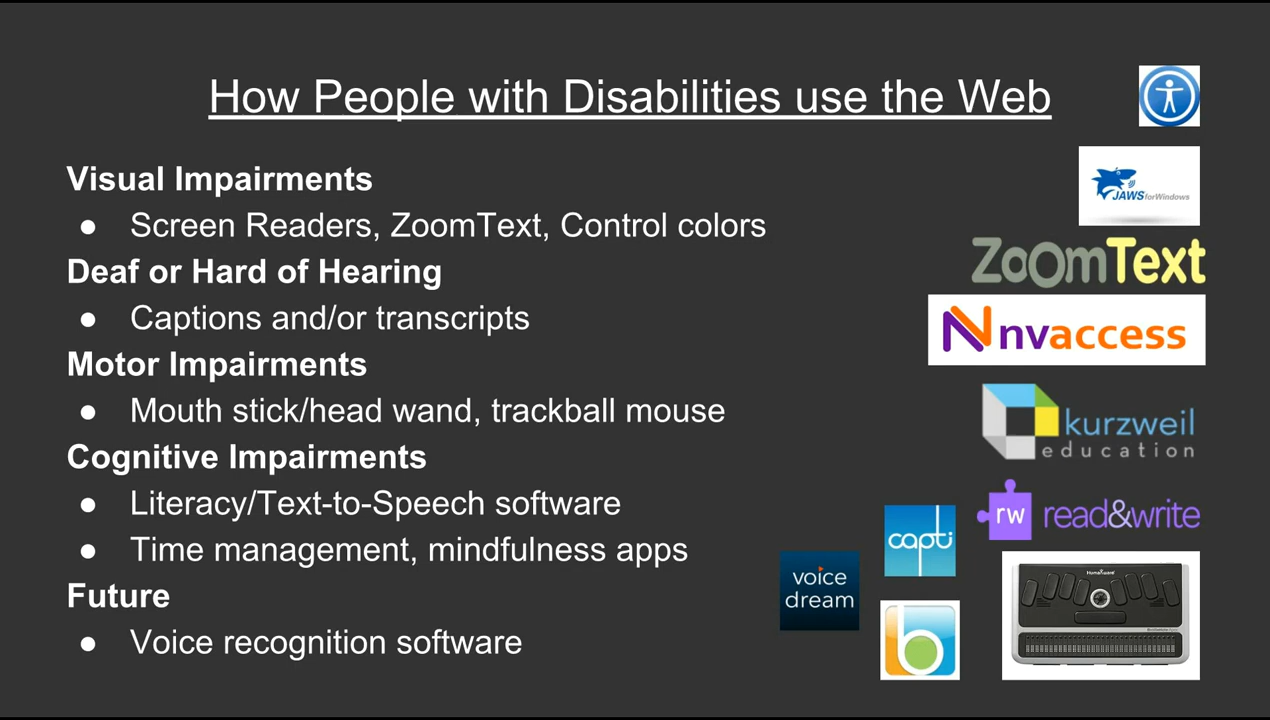 How People with Disabilities use the Web
Visual Impairments
● Screen Readers, ZoomText, Control colors
Deaf or Hard of Hearing
● Captions and/or transcripts
Motor Impairments
● Mouth stick/head wand, trackball mouse
Cognitive Impairments
● Literacy/Text-to-Speech software
● Time management, mindfulness apps
Future
● Voice recognition software
JAWS for Windows
ZoomText
nvaccess
kurzweil
education
rw read&write
capti
voice
dream
b
HumanWare